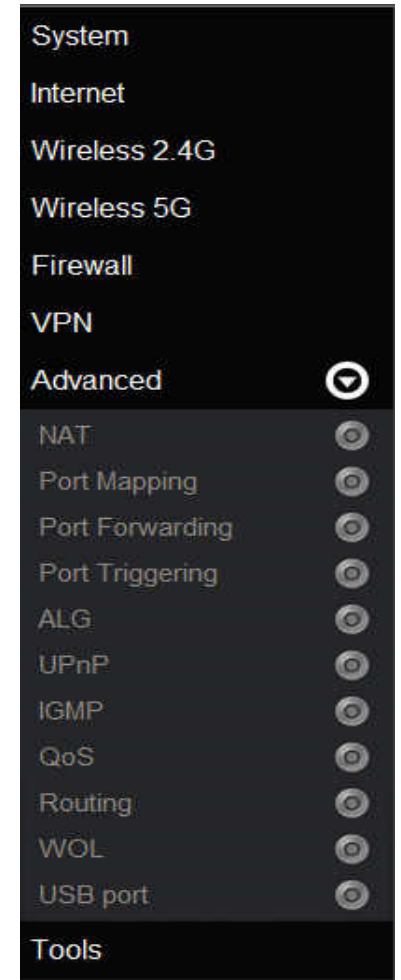 System
Internet
Wireless 2.4G
Wireless 5G
Firewall
VPN
Advanced
NAT
Port Mapping
Port Forwarding
Port Triggering
ALG
UPnP
IGMP
QoS
Routing
WOL
USB port
Tools